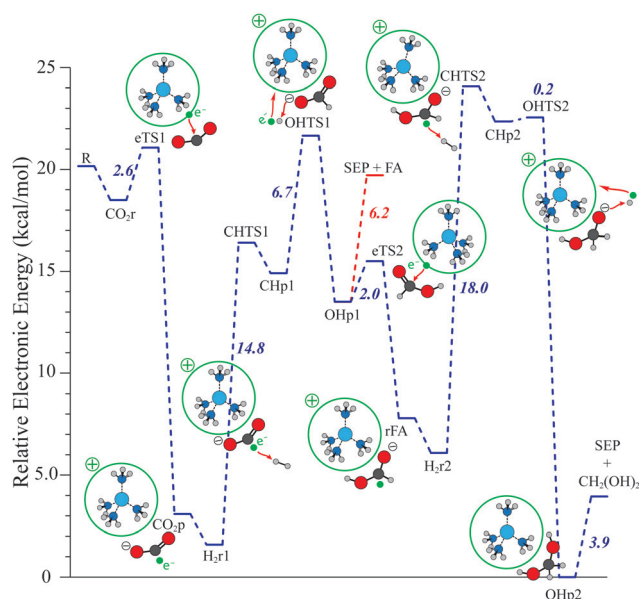 Relative Electronic Energy (kcal/mol)
25
20
15
10
5.0
0
R
2.6
CO₂r
eTS1
e⁻
CO₂p
e⁻
H₂r1
14.8
e⁻
CHTS1
CHp1
6.7
e⁻
OHTS1
OHp1
SEP + FA
6.2
2.0
eTS2
e⁻
rFA
H₂r2
18.0
CHTS2
CHp2
0.2
OHTS2
OHp2
3.9
SEP
+
CH₂(OH)₂
⊕
⊕
⊕
⊕
⊕
⊕
⊖
⊖
⊖
⊖
⊖
⊖